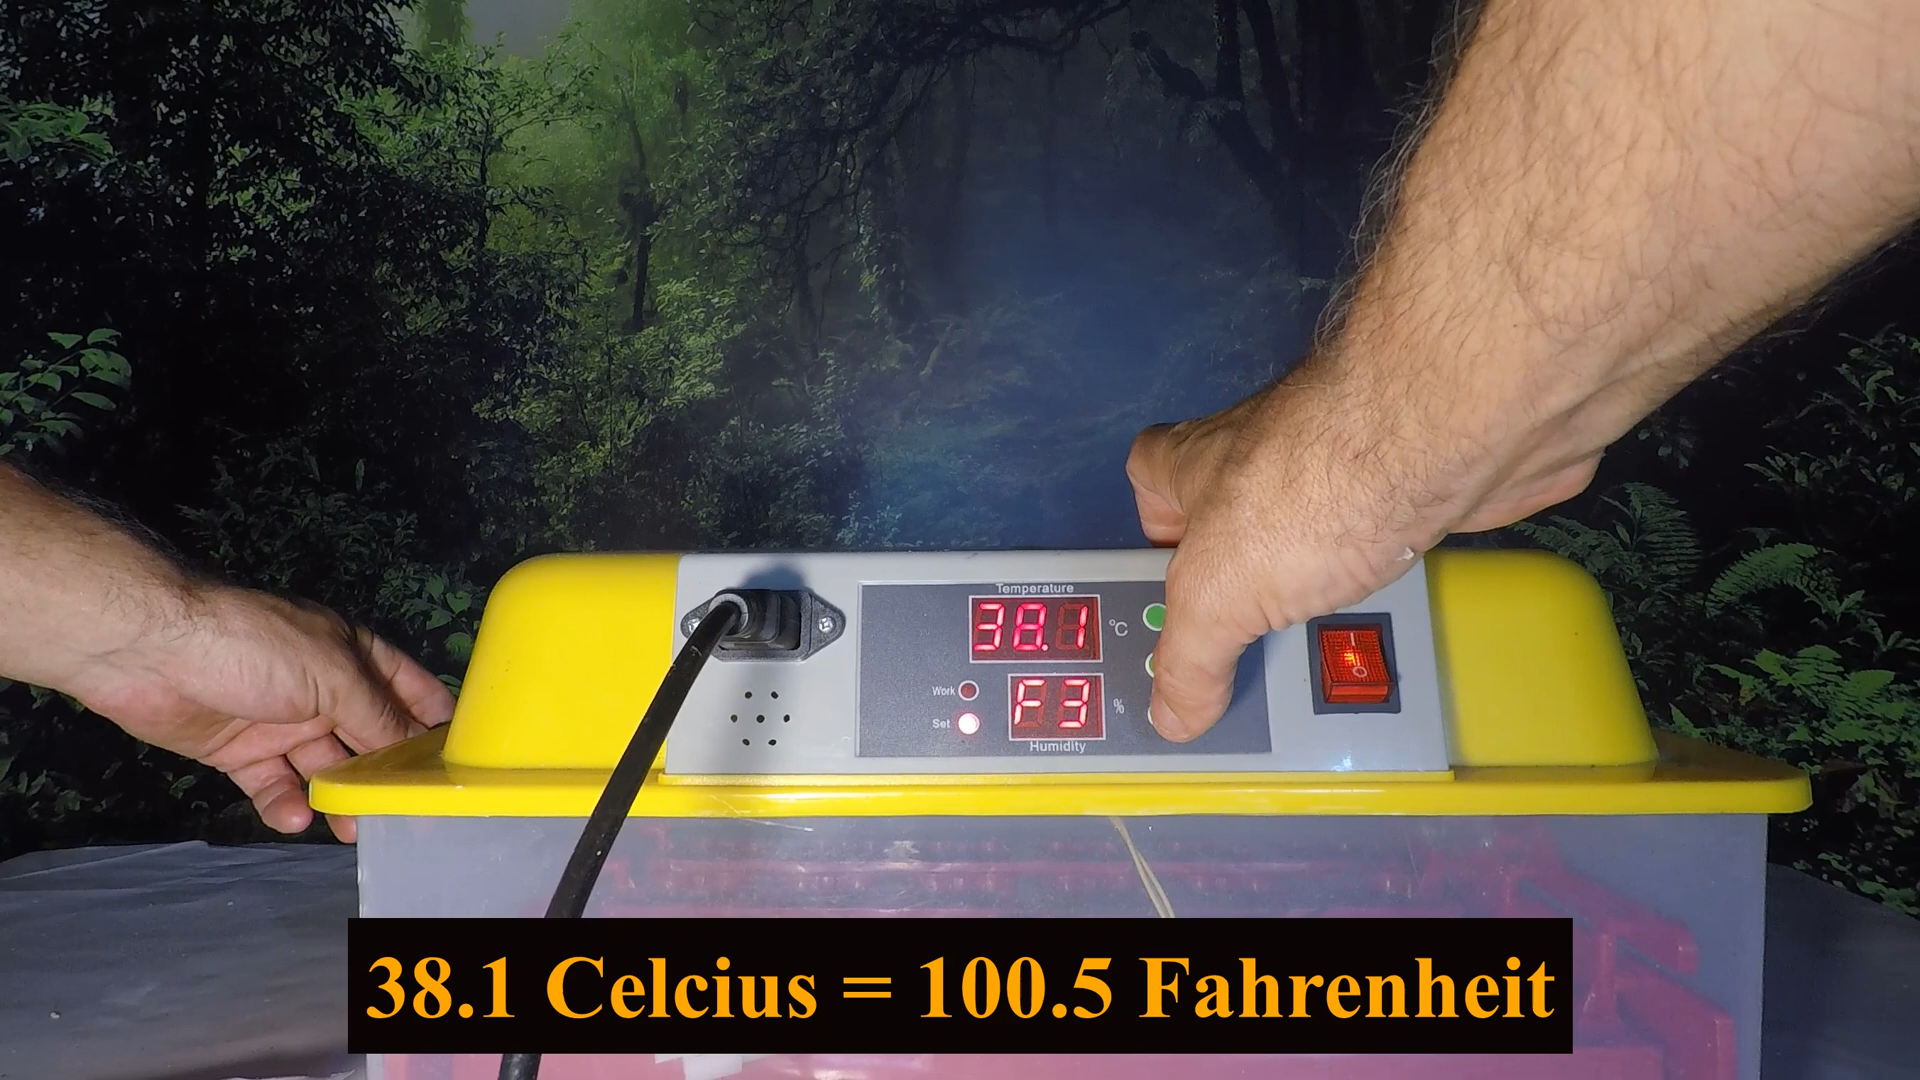 Temperature
38.1 °C
Work
Set
F3 %
Humidity
38.1 Celcius = 100.5 Fahrenheit